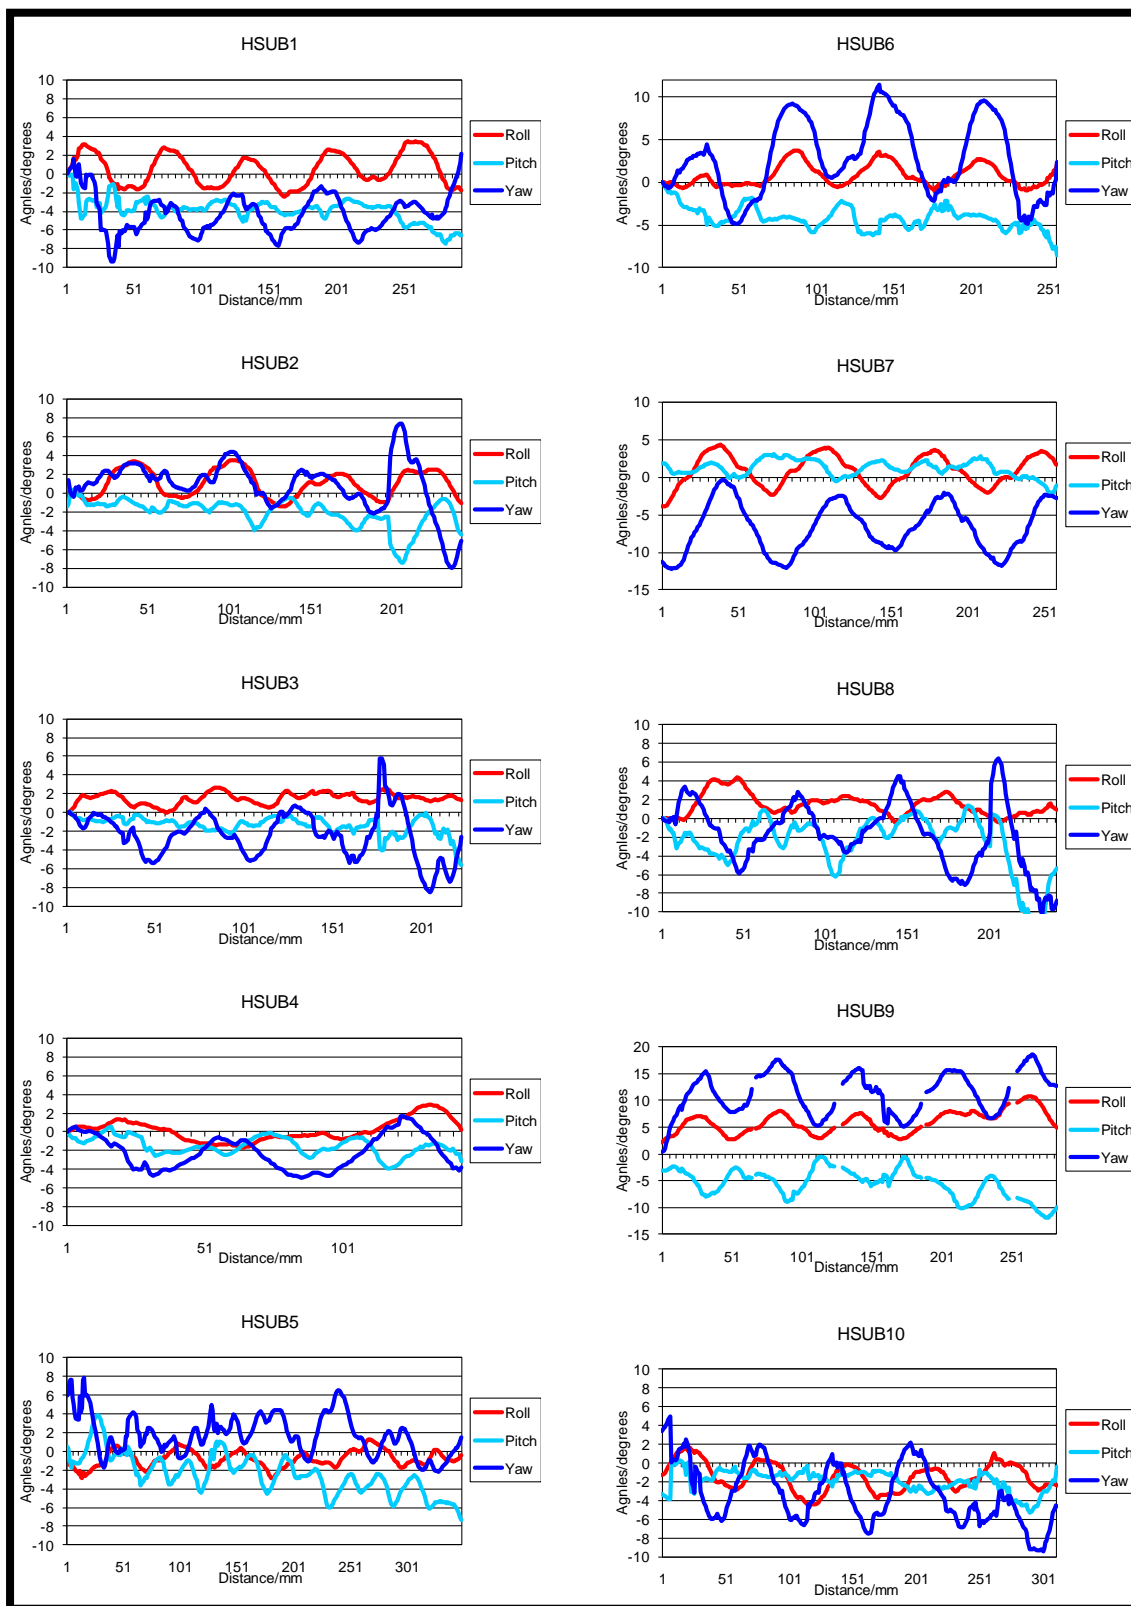 HSUB1
10
8
6
4
2
0
-2
-4
-6
-8
-10
Agnles/degrees
1 51 101 151 201 251
Distance/mm
Roll
Pitch
Yaw
HSUB6
10
5
0
-5
-10
Agnles/degrees
1 51 101 151 201 251
Distance/mm
Roll
Pitch
Yaw
HSUB2
10
8
6
4
2
0
-2
-4
-6
-8
-10
Agnles/degrees
1 51 101 151 201
Distance/mm
Roll
Pitch
Yaw
HSUB7
10
5
0
-5
-10
-15
Agnles/degrees
1 51 101 151 201 251
Distance/mm
Roll
Pitch
Yaw
HSUB3
10
8
6
4
2
0
-2
-4
-6
-8
-10
Agnles/degrees
1 51 101 151 201
Distance/mm
Roll
Pitch
Yaw
HSUB8
10
8
6
4
2
0
-2
-4
-6
-8
-10
Agnles/degrees
1 51 101 151 201
Distance/mm
Roll
Pitch
Yaw
HSUB4
10
8
6
4
2
0
-2
-4
-6
-8
-10
Agnles/degrees
1 51 101
Distance/mm
Roll
Pitch
Yaw
HSUB9
20
15
10
5
0
-5
-10
-15
Agnles/degrees
1 51 101 151 201 251
Distance/mm
Roll
Pitch
Yaw
HSUB5
10
8
6
4
2
0
-2
-4
-6
-8
-10
Agnles/degrees
1 51 101 151 201 251 301
Distance/mm
Roll
Pitch
Yaw
HSUB10
10
8
6
4
2
0
-2
-4
-6
-8
-10
Agnles/degrees
1 51 101 151 201 251 301
Distance/mm
Roll
Pitch
Yaw